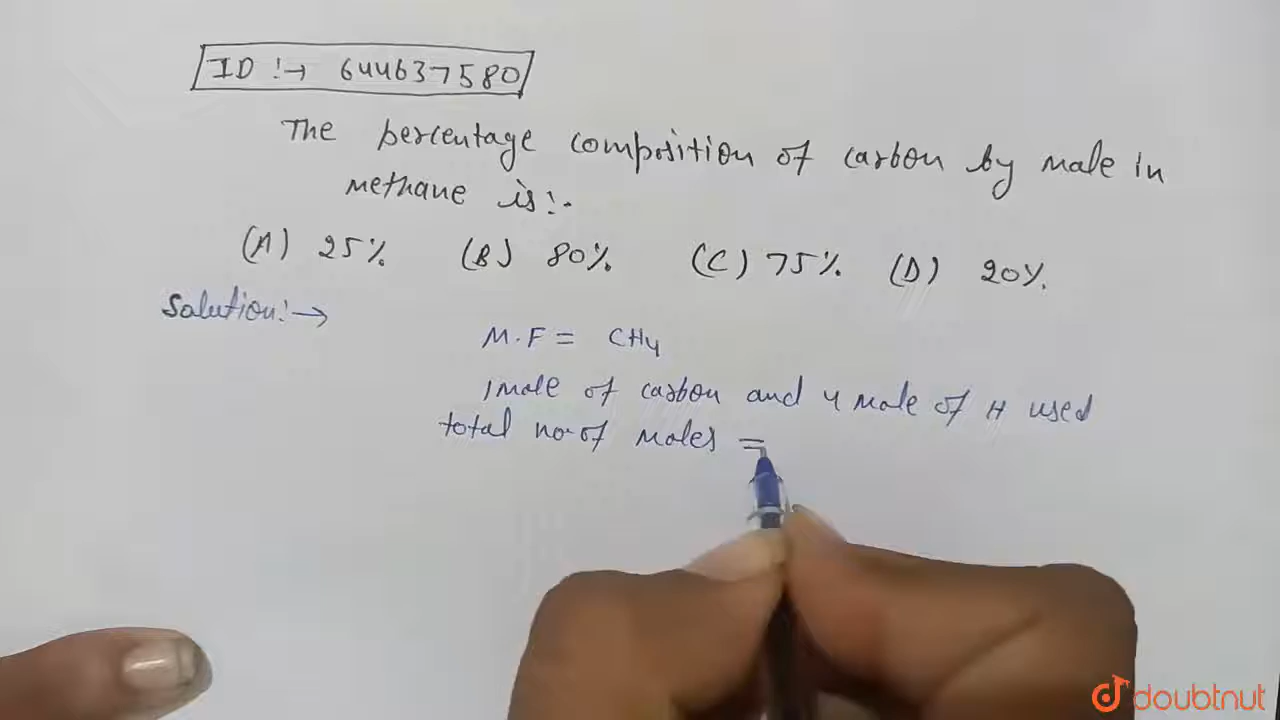 ID :→ 644637580
The percentage composition of carbon by mole in
methane is:-
(A) 25% (B) 80% (C) 75% (D) 20%
Solution:→
M.F = CH4
1 mole of carbon and 4 mole of H used
total no. of moles =
doubtnut